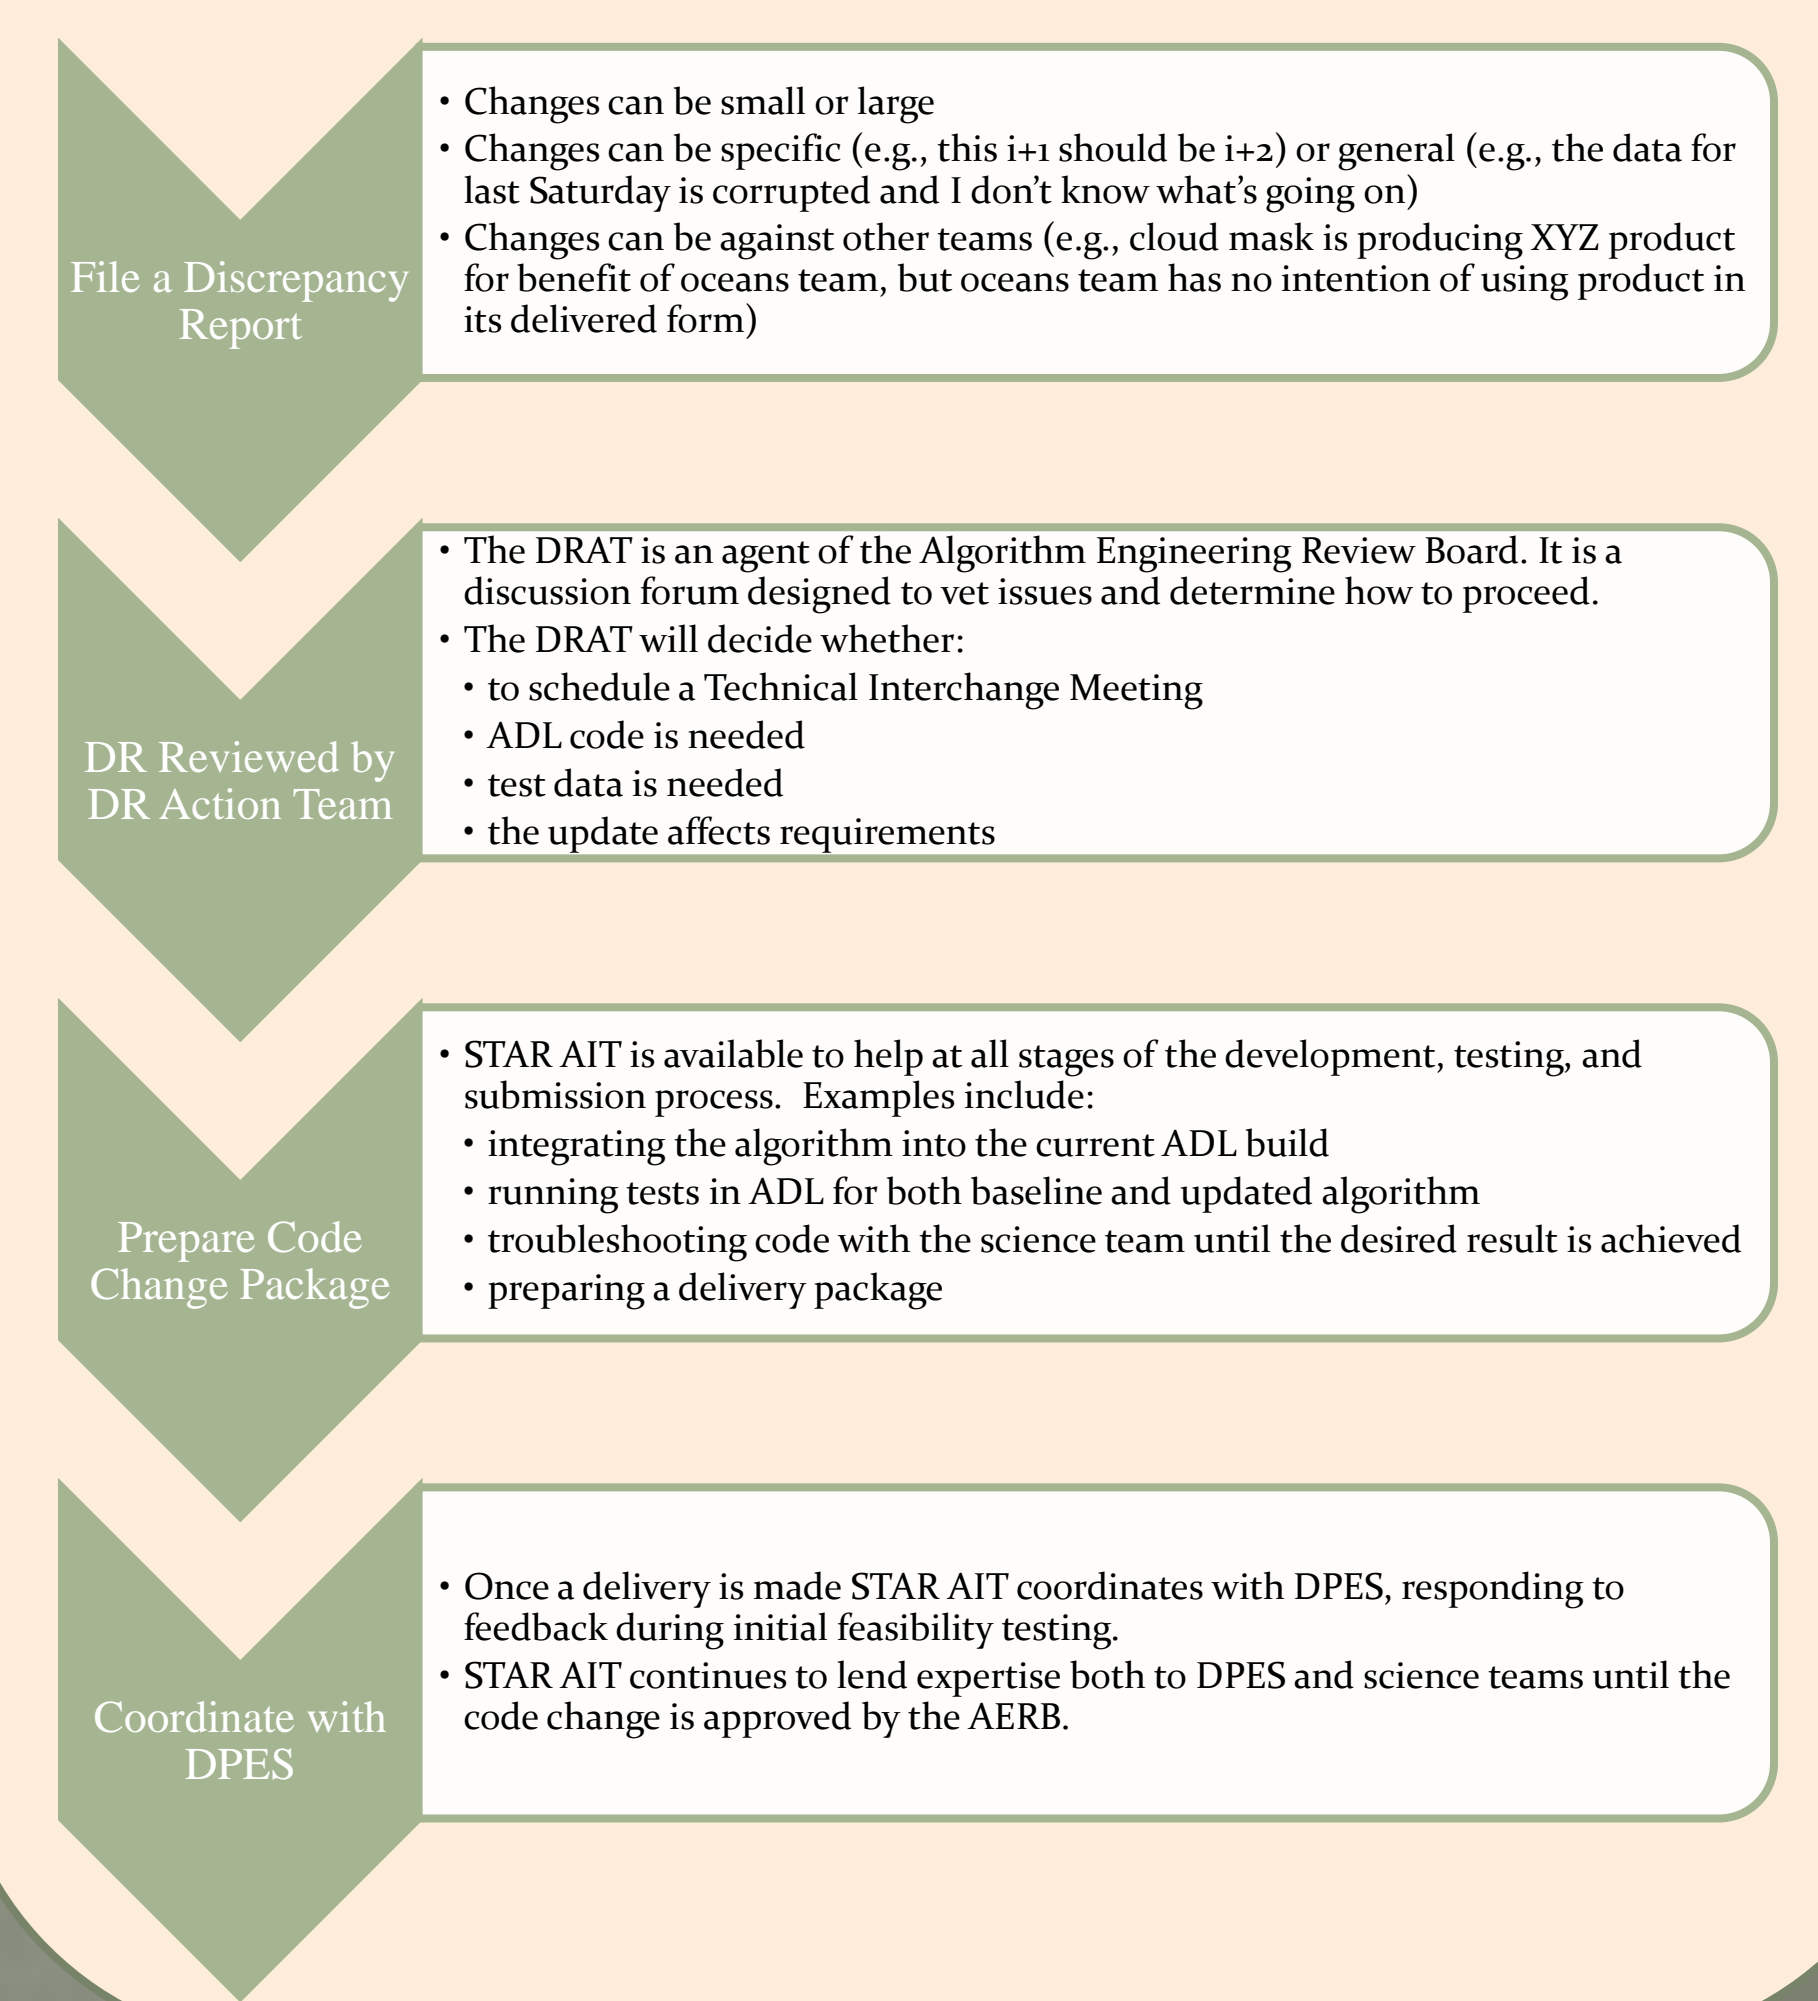 File a Discrepancy
Report
• Changes can be small or large
• Changes can be specific (e.g., this i+1 should be i+2) or general (e.g., the data for
last Saturday is corrupted and I don’t know what’s going on)
• Changes can be against other teams (e.g., cloud mask is producing XYZ product
for benefit of oceans team, but oceans team has no intention of using product in
its delivered form)
DR Reviewed by
DR Action Team
• The DRAT is an agent of the Algorithm Engineering Review Board. It is a
discussion forum designed to vet issues and determine how to proceed.
• The DRAT will decide whether:
• to schedule a Technical Interchange Meeting
• ADL code is needed
• test data is needed
• the update affects requirements
Prepare Code
Change Package
• STAR AIT is available to help at all stages of the development, testing, and
submission process.  Examples include:
• integrating the algorithm into the current ADL build
• running tests in ADL for both baseline and updated algorithm
• troubleshooting code with the science team until the desired result is achieved
• preparing a delivery package
Coordinate with
DPES
• Once a delivery is made STAR AIT coordinates with DPES, responding to
feedback during initial feasibility testing.
• STAR AIT continues to lend expertise both to DPES and science teams until the
code change is approved by the AERB.